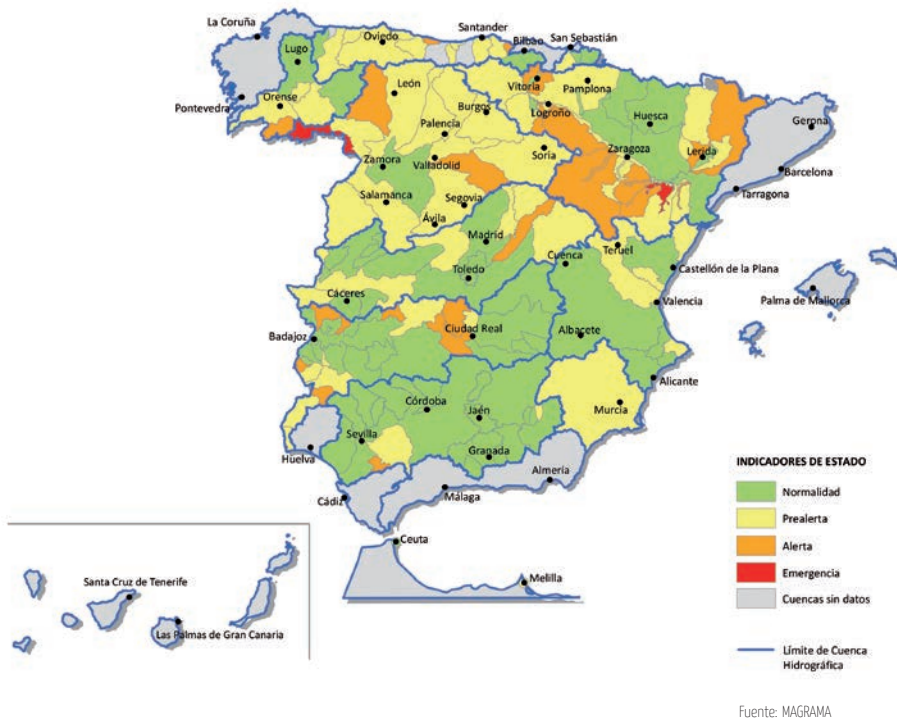 La Coruña
Lugo
Oviedo
Santander
Bilbao
San Sebastián
Pontevedra
Orense
León
Vitoria
Pamplona
Burgos
Logroño
Huesca
Gerona
Palencia
Zamora
Valladolid
Soria
Zaragoza
Lerida
Barcelona
Tarragona
Salamanca
Segovia
Ávila
Madrid
Teruel
Cuenca
Toledo
Castellón de la Plana
Cáceres
Valencia
Palma de Mallorca
Badajoz
Ciudad Real
Albacete
Alicante
Córdoba
Jaén
Murcia
Sevilla
Huelva
Granada
Almería
Cádiz
Málaga
Ceuta
Melilla
Santa Cruz de Tenerife
Las Palmas de Gran Canaria
INDICADORES DE ESTADO
Normalidad
Prealerta
Alerta
Emergencia
Cuencas sin datos
Límite de Cuenca
Hidrográfica
Fuente: MAGRAMA